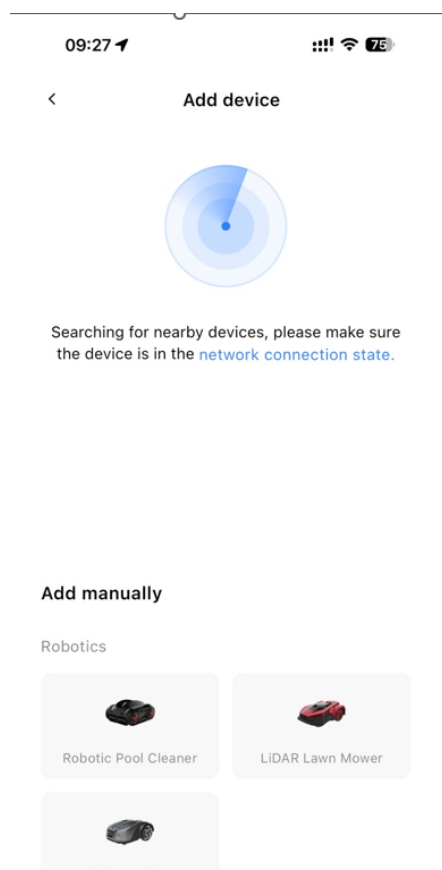 09:27
75
Add device
Searching for nearby devices, please make sure
the device is in the network connection state.
Add manually
Robotics
Robotic Pool Cleaner
LiDAR Lawn Mower